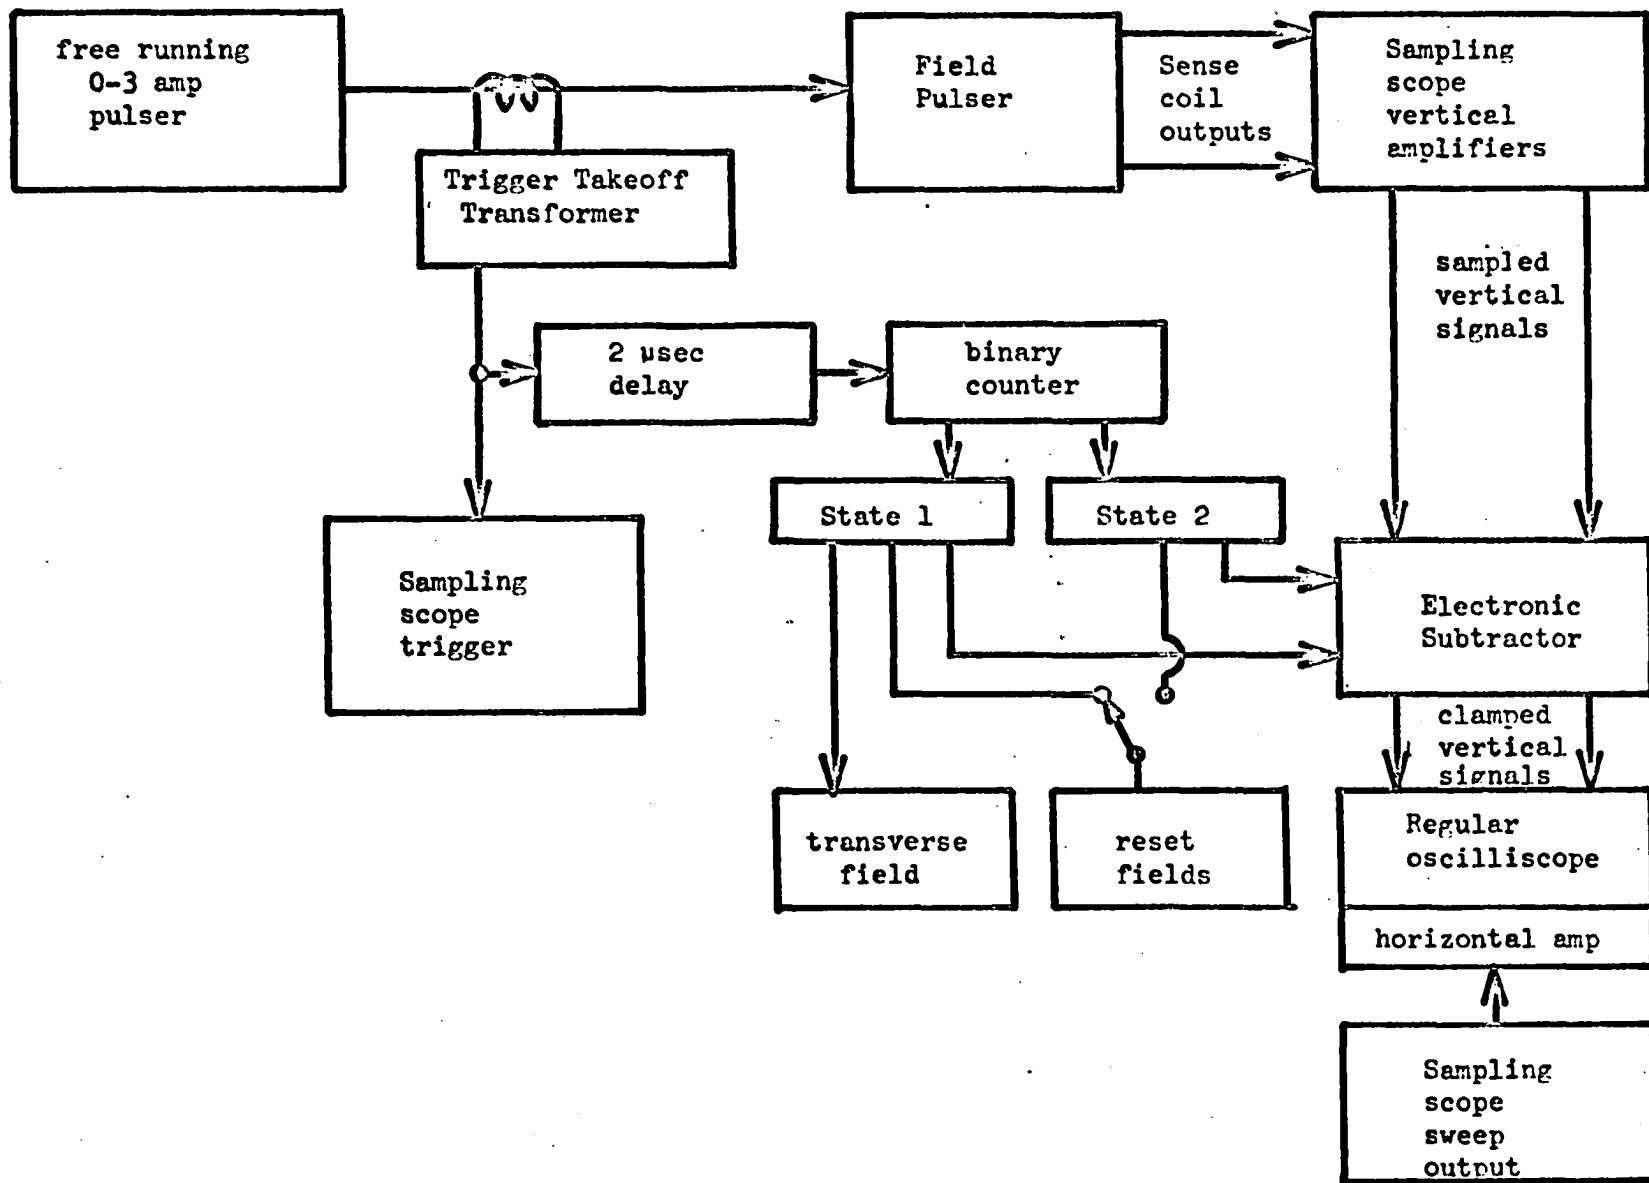 free running
0-3 amp
pulser
Field
Pulser
Sense
coil
outputs
Sampling
scope
vertical
amplifiers
Trigger Takeoff
Transformer
sampled
vertical
signals
2 μsec
delay
binary
counter
State 1
State 2
Sampling
scope
trigger
Electronic
Subtractor
clamped
vertical
signals
transverse
field
reset
fields
Regular
oscilliscope
horizontal amp
Sampling
scope
sweep
output